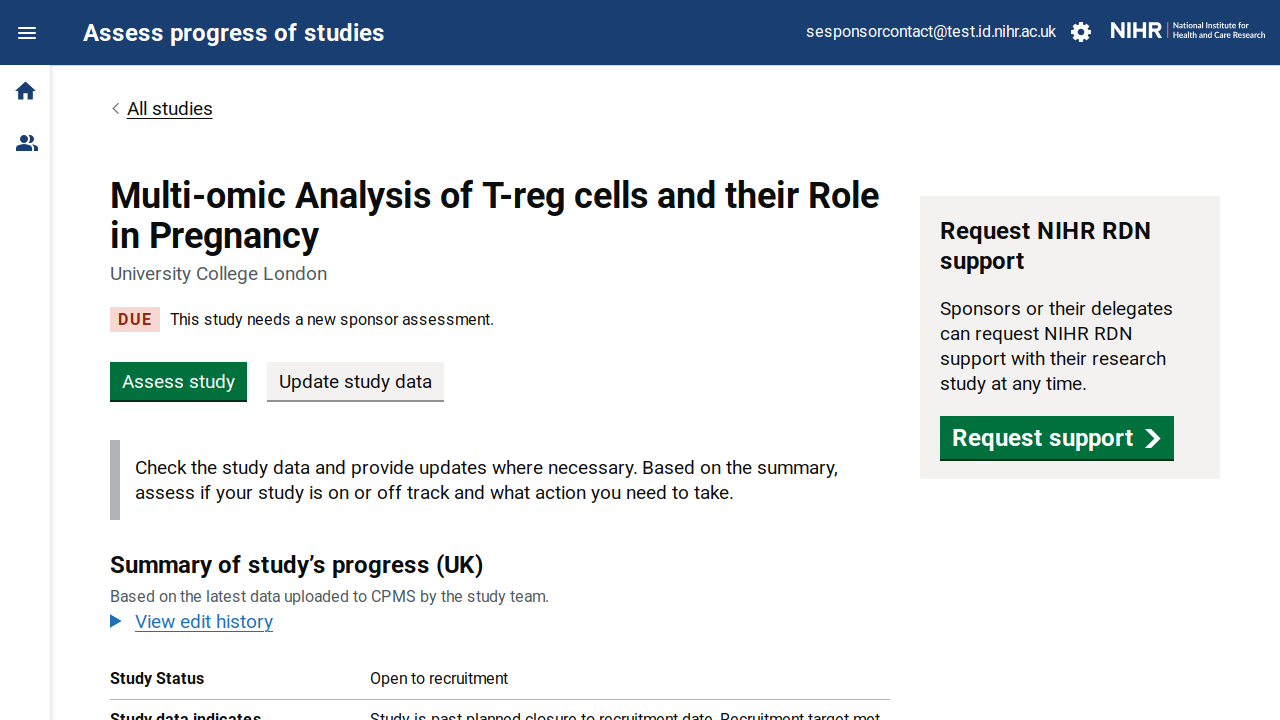 Assess progress of studies
sesponsorcontact@test.id.nihr.ac.uk
NIHR
National Institute for
Health and Care Research
All studies
Multi-omic Analysis of T-reg cells and their Role
in Pregnancy
University College London
DUE This study needs a new sponsor assessment.
Assess study
Update study data
Check the study data and provide updates where necessary. Based on the summary,
assess if your study is on or off track and what action you need to take.
Summary of study’s progress (UK)
Based on the latest data uploaded to CPMS by the study team.
View edit history
Study Status Open to recruitment
Study data indicates Study is past planned closure to recruitment date, Recruitment target met
Request NIHR RDN
support
Sponsors or their delegates
can request NIHR RDN
support with their research
study at any time.
Request support